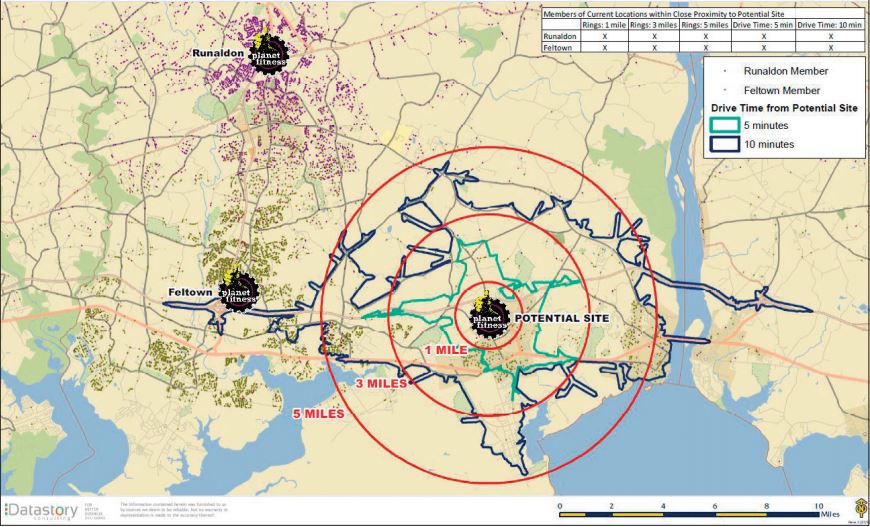 Members of Current Locations within Close Proximity to Potential Site
Rings: 1 mile Rings: 3 miles Rings: 5 miles Drive Time: 5 min Drive Time: 10 min
Runaldon X X X X X
Feltown X X X X X
Runaldon Member
Feltown Member
Drive Time from Potential Site
5 minutes
10 minutes
Runaldon
planet
fitness
Feltown
planet
fitness
planet
fitness
POTENTIAL SITE
1 MILE
3 MILES
5 MILES
Datastory
consulting
FOR
BETTER
BUSINESS
DECISIONS
The information contained herein was furnished to us
by sources we deem to be reliable, but no warranty or
representation is made to the accuracy thereof.
0 2 4 6 8 10
Miles